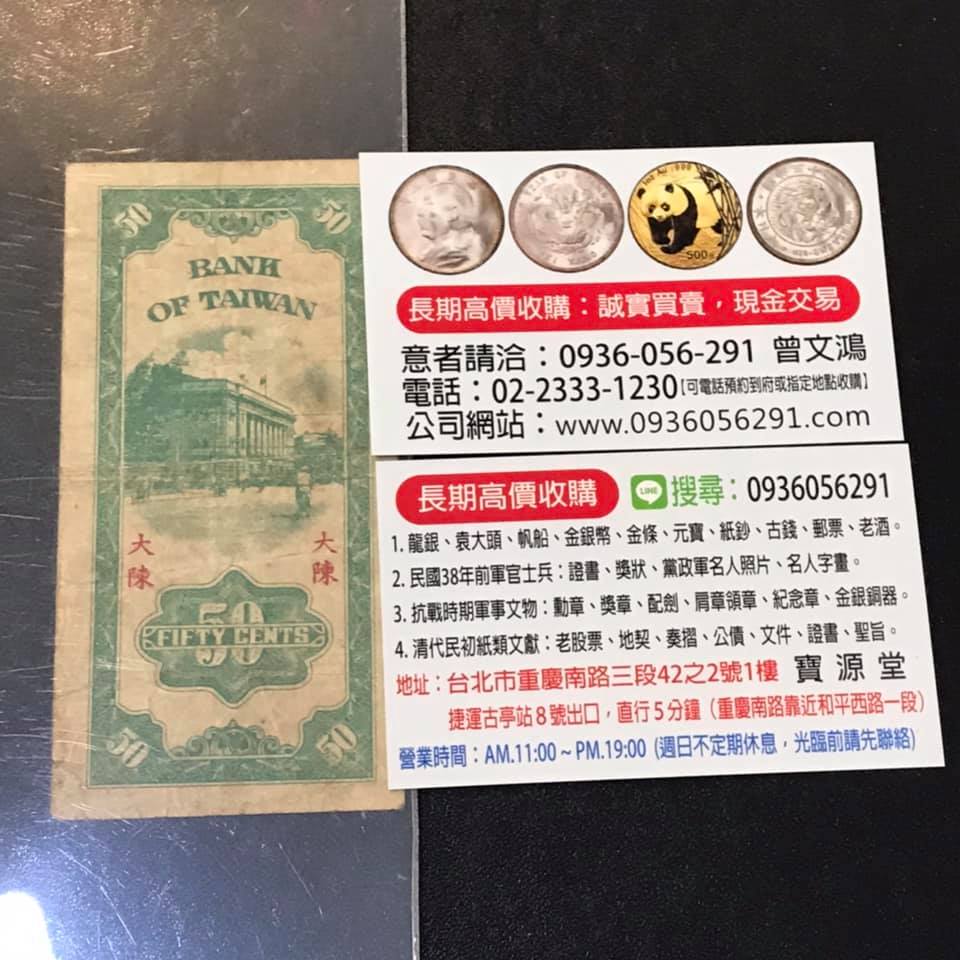 50 50
BANK
OF TAIWAN
大陳 大陳
50
FIFTY CENTS
50 50
500元
長期高價收購：誠實買賣，現金交易
意者請洽：0936-056-291 曾文鴻
電話：02-2333-1230【可電話預約到府或指定地點收購】
公司網站：www.0936056291.com
長期高價收購 LINE 搜尋：0936056291
1. 龍銀、袁大頭、帆船、金銀幣、金條、元寶、紙鈔、古錢、郵票、老酒。
2. 民國38年前軍官士兵：證書、獎狀、黨政軍名人照片、名人字畫。
3. 抗戰時期軍事文物：勳章、獎章、配劍、肩章領章、紀念章、金銀銅器。
4. 清代民初紙類文獻：老股票、地契、奏摺、公債、文件、證書、聖旨。
地址：台北市重慶南路三段42之2號1樓 寶源堂
捷運古亭站8號出口，直行5分鐘（重慶南路靠近和平西路一段）
營業時間：AM.11:00 ~ PM.19:00 (週日不定期休息，光臨前請先聯絡)